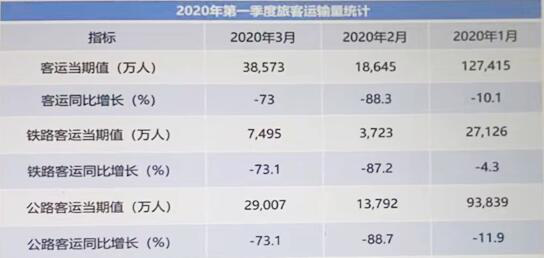 2020年第一季度旅客运输量统计
指标 2020年3月 2020年2月 2020年1月
客运当期值（万人） 38,573 18,645 127,415
客运同比增长（%） -73 -88.3 -10.1
铁路客运当期值（万人） 7,495 3,723 27,126
铁路客运同比增长（%） -73.1 -87.2 -4.3
公路客运当期值（万人） 29,007 13,792 93,839
公路客运同比增长（%） -73.1 -88.7 -11.9